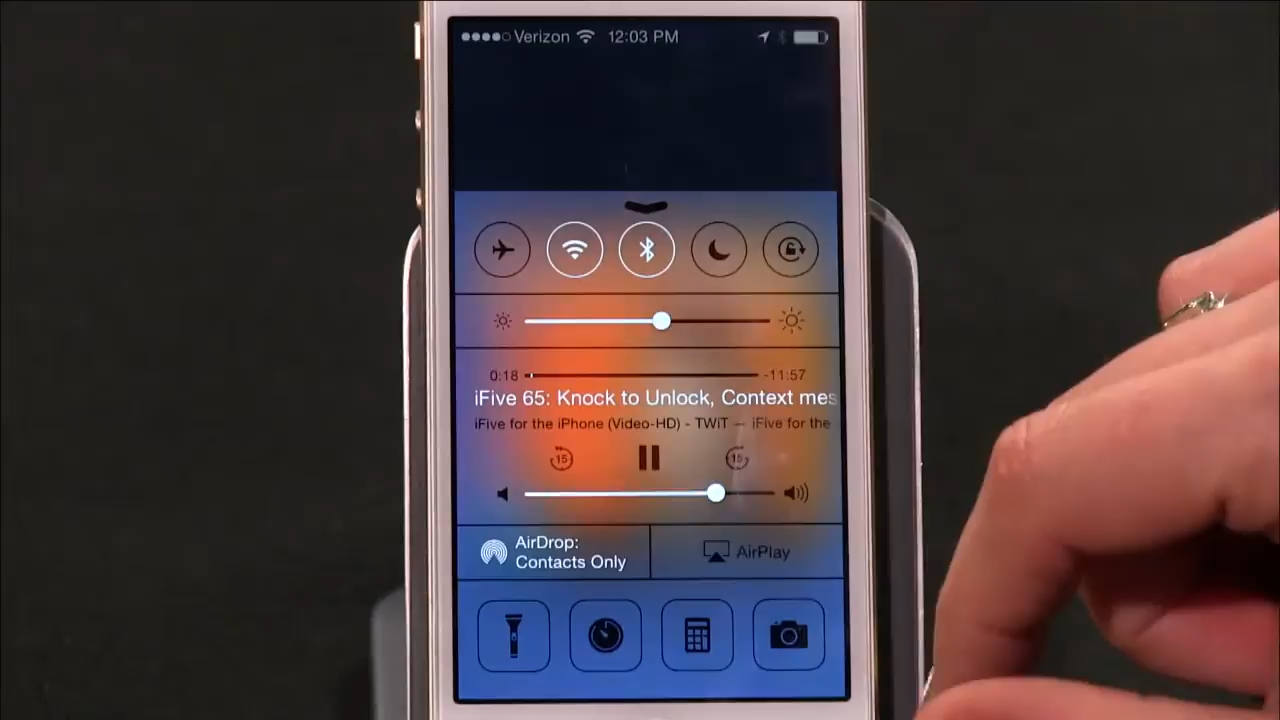 Verizon 12:03 PM
0:18 -11:57
iFive 65: Knock to Unlock, Context mes
iFive for the iPhone (Video-HD) - TWiT — iFive for the
15 15
AirDrop:
Contacts Only
AirPlay